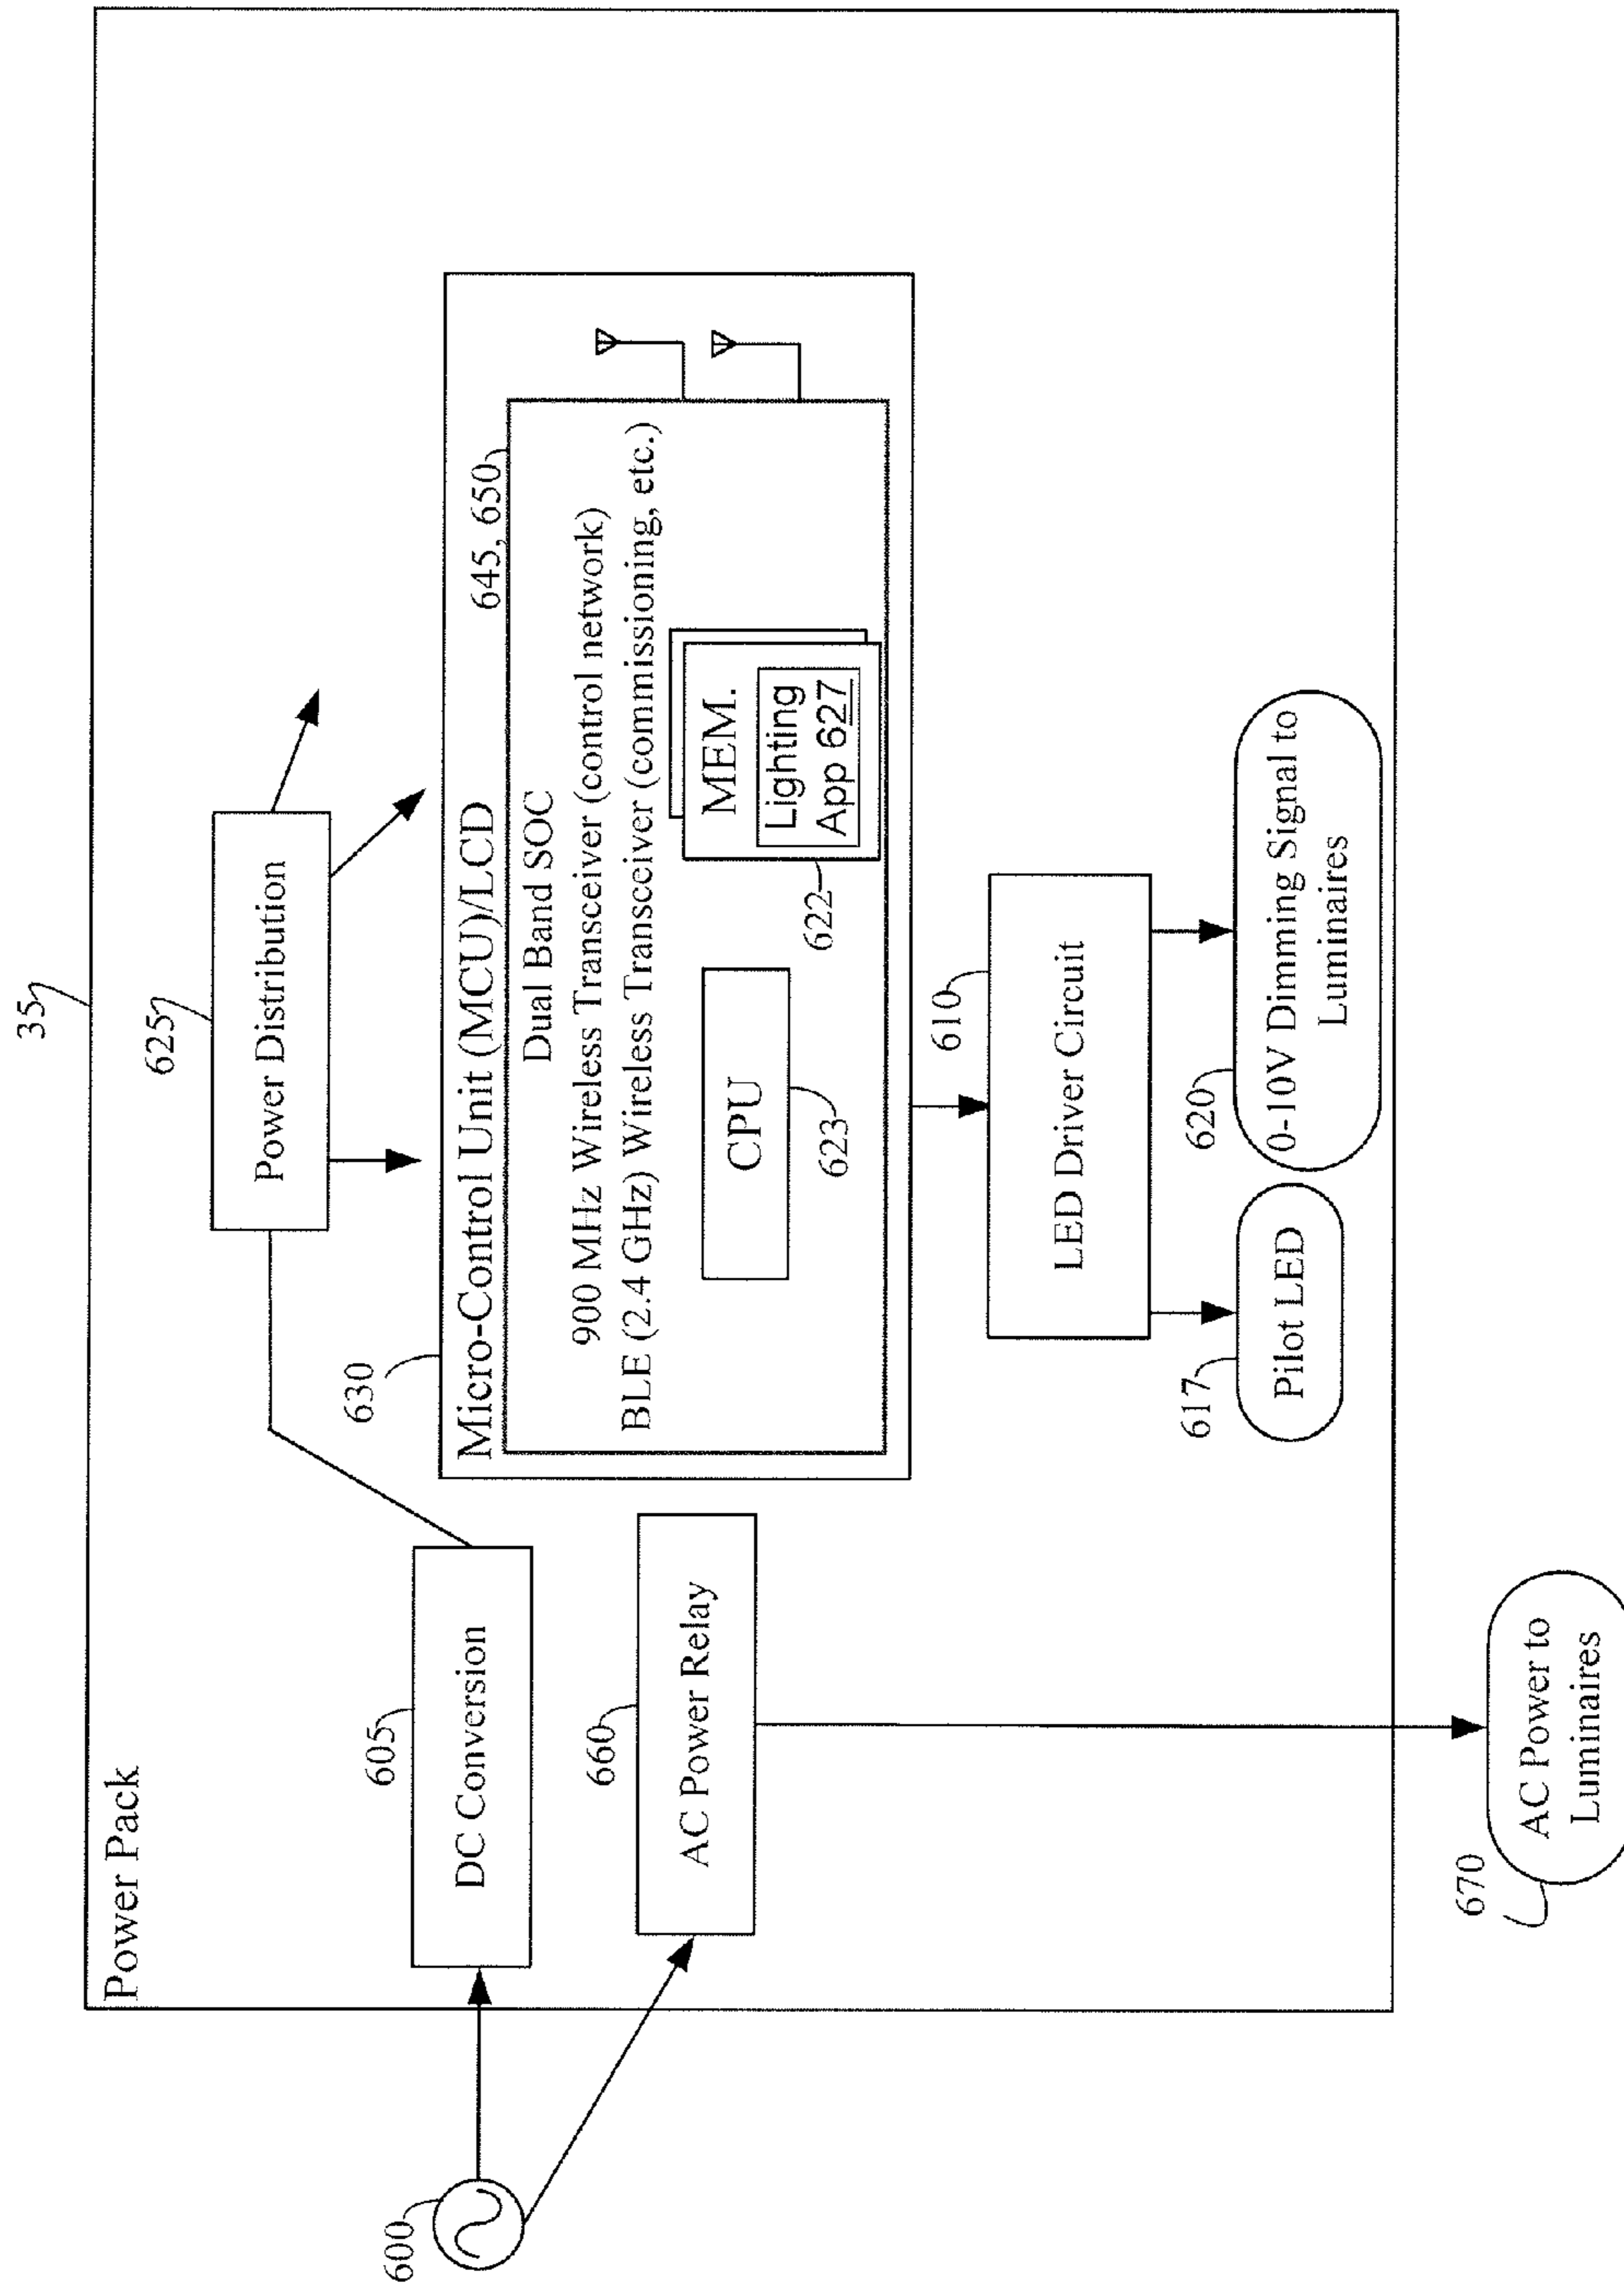 35
Power Pack
625
Power Distribution
630
Micro-Control Unit (MCU)/LCD
645, 650
Dual Band SOC
900 MHz Wireless Transceiver (control network)
BLE (2.4 GHz) Wireless Transceiver (commissioning, etc.)
CPU
623
MEM.
Lighting
App 627
622
600
605
DC Conversion
660
AC Power Relay
610
LED Driver Circuit
617
Pilot LED
620
0-10V Dimming Signal to
Luminaires
670
AC Power to
Luminaires